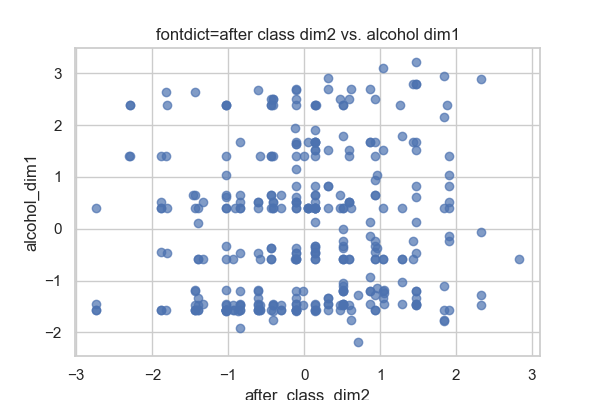 fontdict=after class dim2 vs. alcohol dim1
alcohol_dim1
3
2
1
0
−1
−2
−3 −2 −1 0 1 2 3
after_class_dim2